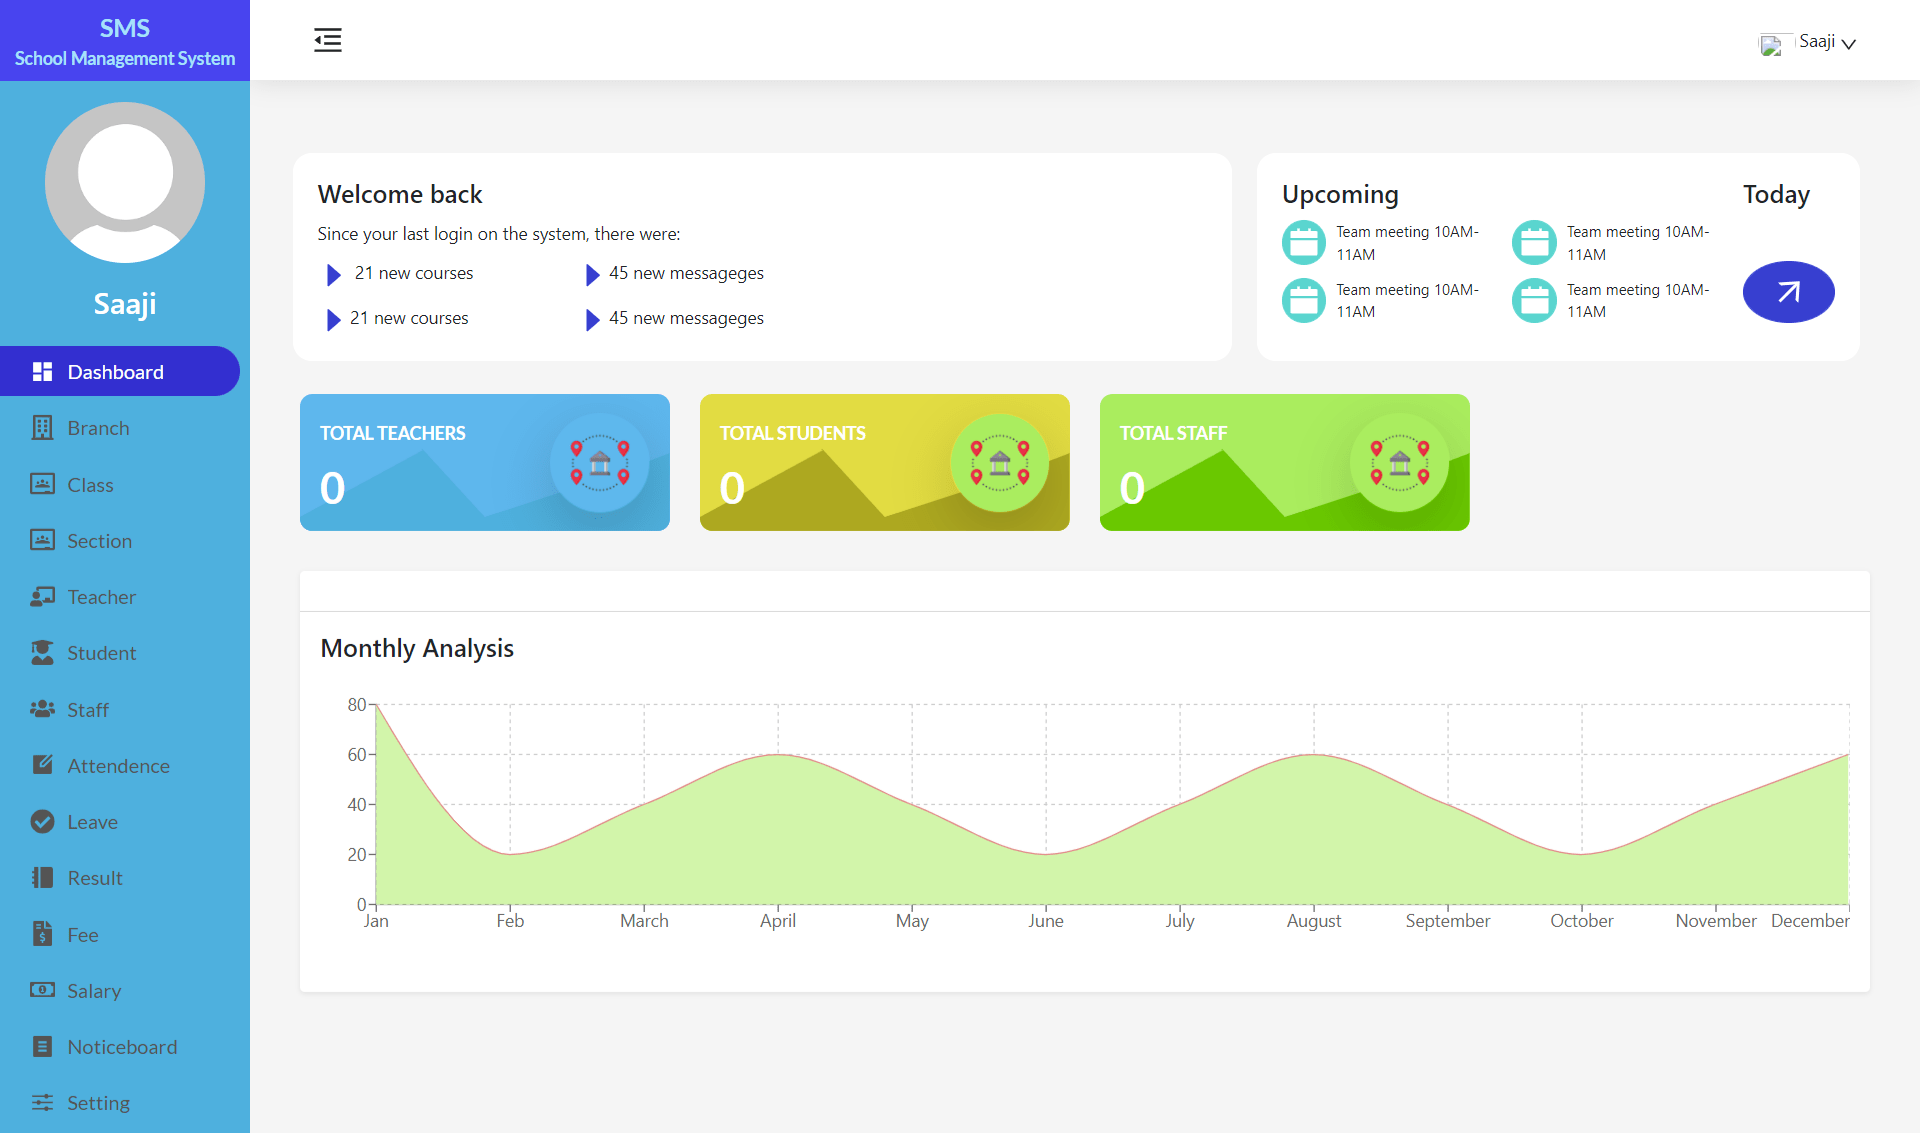 SMS
School Management System
Saaji
Saaji
Dashboard
Branch
Class
Section
Teacher
Student
Staff
Attendence
Leave
Result
Fee
Salary
Noticeboard
Setting
Welcome back
Since your last login on the system, there were:
21 new courses
45 new messageges
21 new courses
45 new messageges
Upcoming
Today
Team meeting 10AM-
11AM
Team meeting 10AM-
11AM
Team meeting 10AM-
11AM
Team meeting 10AM-
11AM
TOTAL TEACHERS
0
TOTAL STUDENTS
0
TOTAL STAFF
0
Monthly Analysis
80
60
40
20
0
Jan Feb March April May June July August September October November December